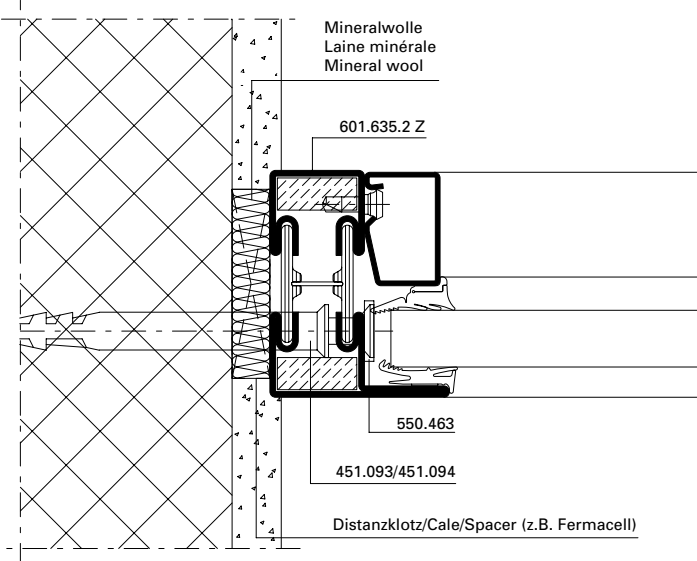 Mineralwolle
Laine minérale
Mineral wool
601.635.2 Z
550.463
451.093/451.094
Distanzklotz/Cale/Spacer (z.B. Fermacell)